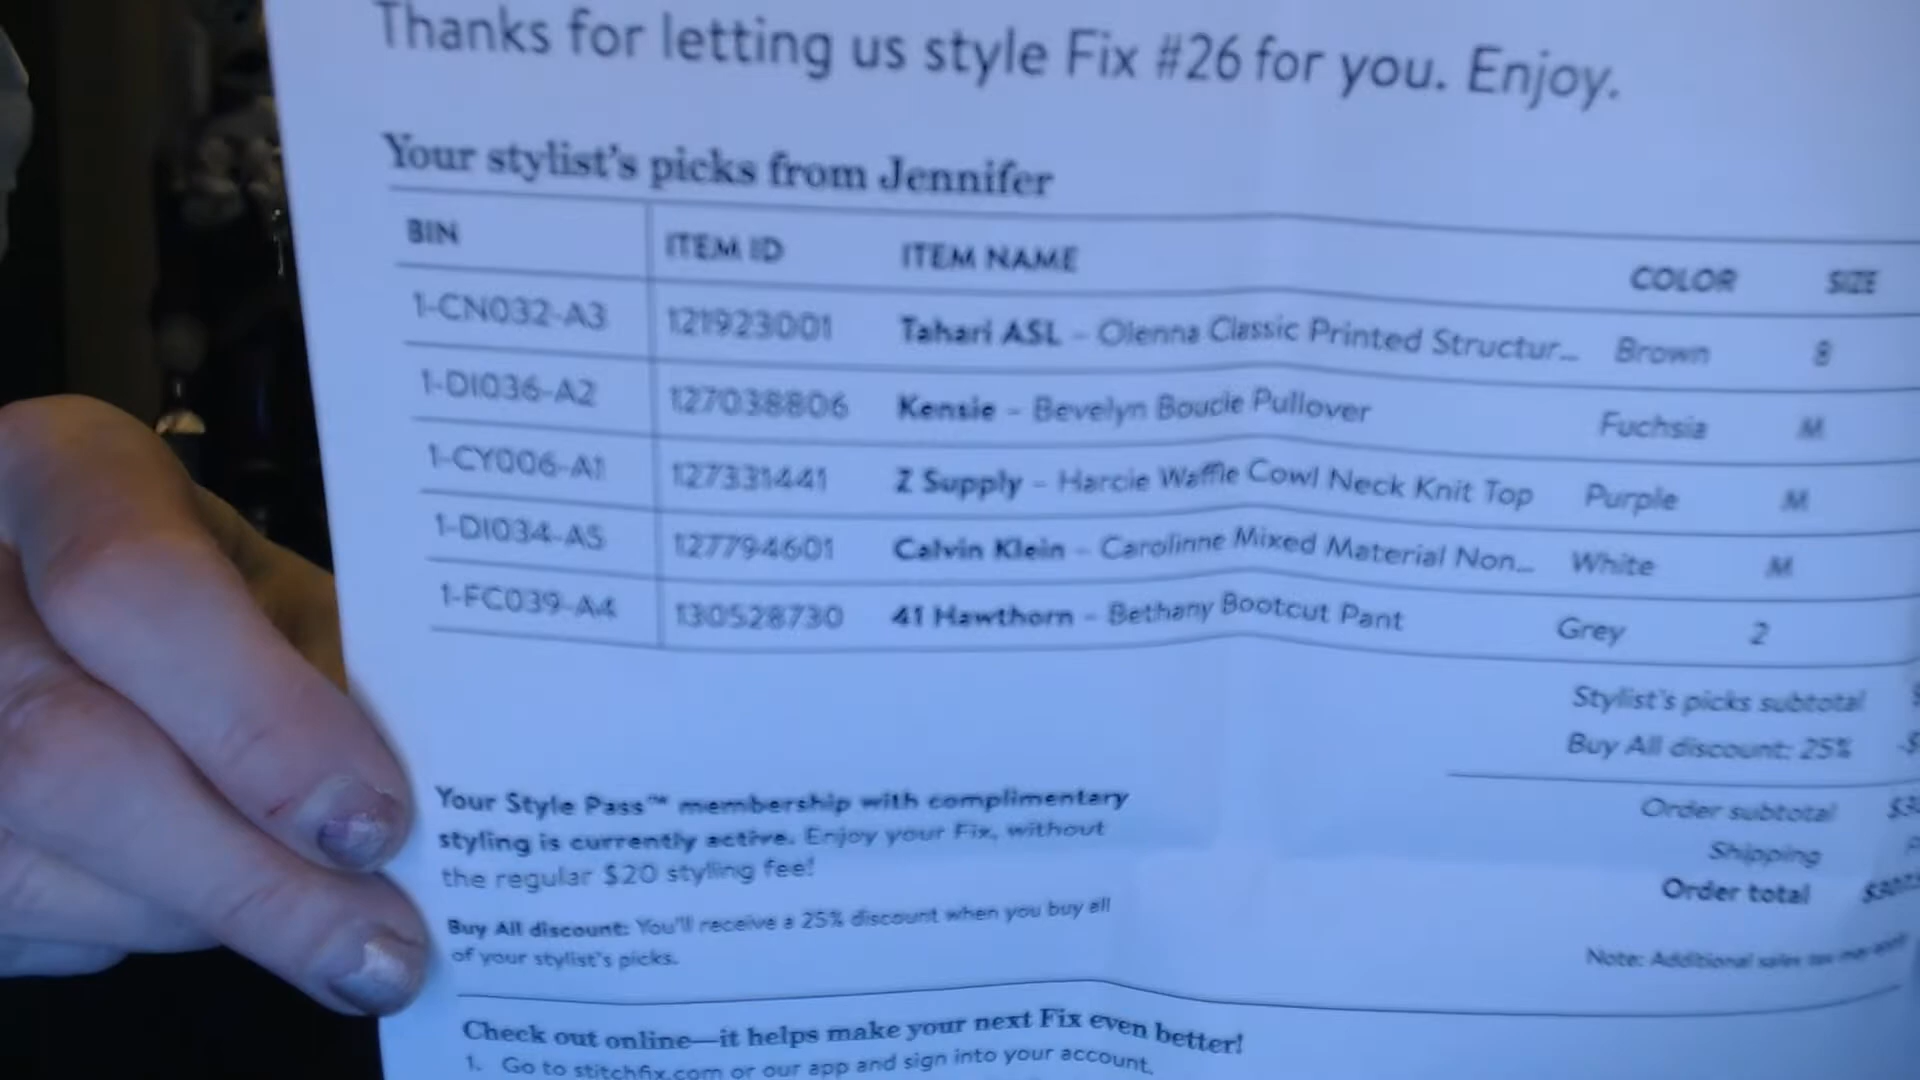 Thanks for letting us style Fix #26 for you. Enjoy.
Your stylist's picks from Jennifer
BIN ITEM ID ITEM NAME COLOR SIZE
1-CN032-A3 121923001 Tahari ASL – Olenna Classic Printed Structur... Brown 8
1-DI036-A2 127038806 Kensie – Bevelyn Boucle Pullover Fuchsia M
1-CY006-A1 127331441 Z Supply – Harcie Waffle Cowl Neck Knit Top Purple M
1-DI034-A5 127794601 Calvin Klein – Carolinne Mixed Material Non... White M
1-FC039-A4 130528730 41 Hawthorn – Bethany Bootcut Pant Grey 2
Stylist's picks subtotal
Buy All discount: 25% -$
Order subtotal
Shipping
Order total
Note: Additional sales tax may apply
Your Style Pass™ membership with complimentary
styling is currently active. Enjoy your Fix, without
the regular $20 styling fee!
Buy All discount: You'll receive a 25% discount when you buy all
of your stylist's picks.
Check out online—it helps make your next Fix even better!
1. Go to stitchfix.com or our app and sign into your account.